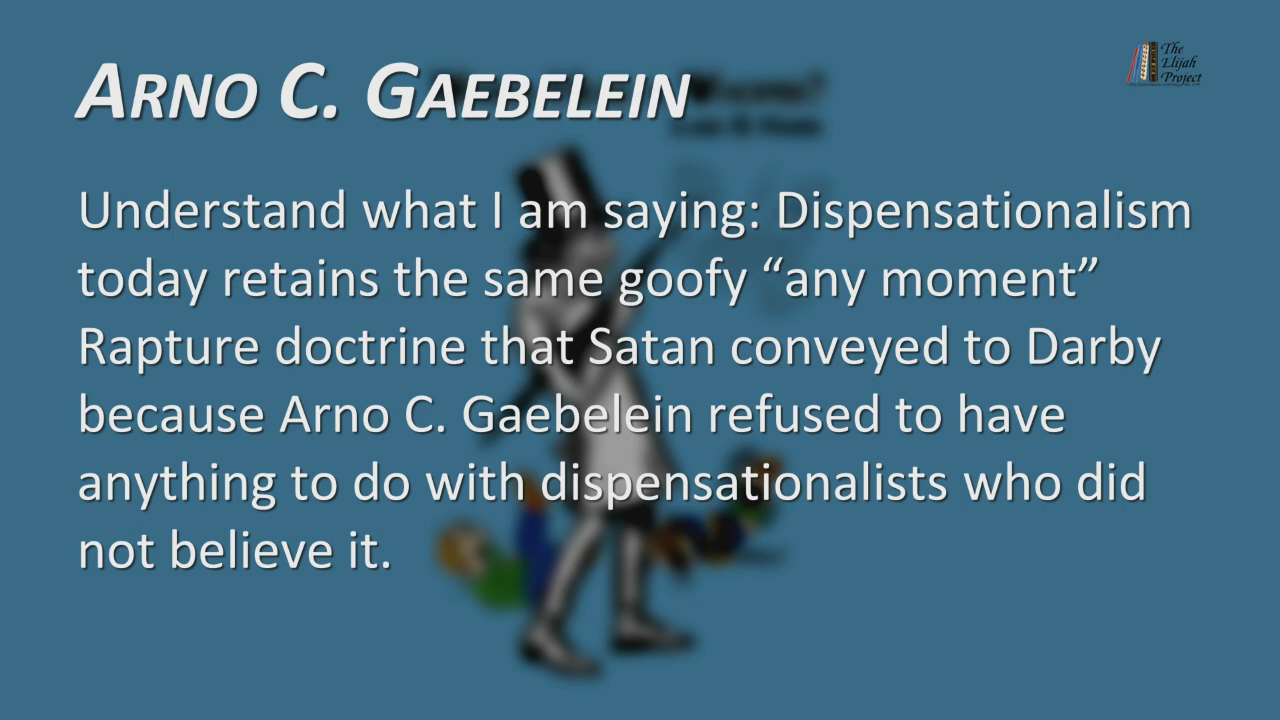 ARNO C. GAEBELEIN
The
Elijah
Project
Understand what I am saying: Dispensationalism
today retains the same goofy “any moment”
Rapture doctrine that Satan conveyed to Darby
because Arno C. Gaebelein refused to have
anything to do with dispensationalists who did
not believe it.